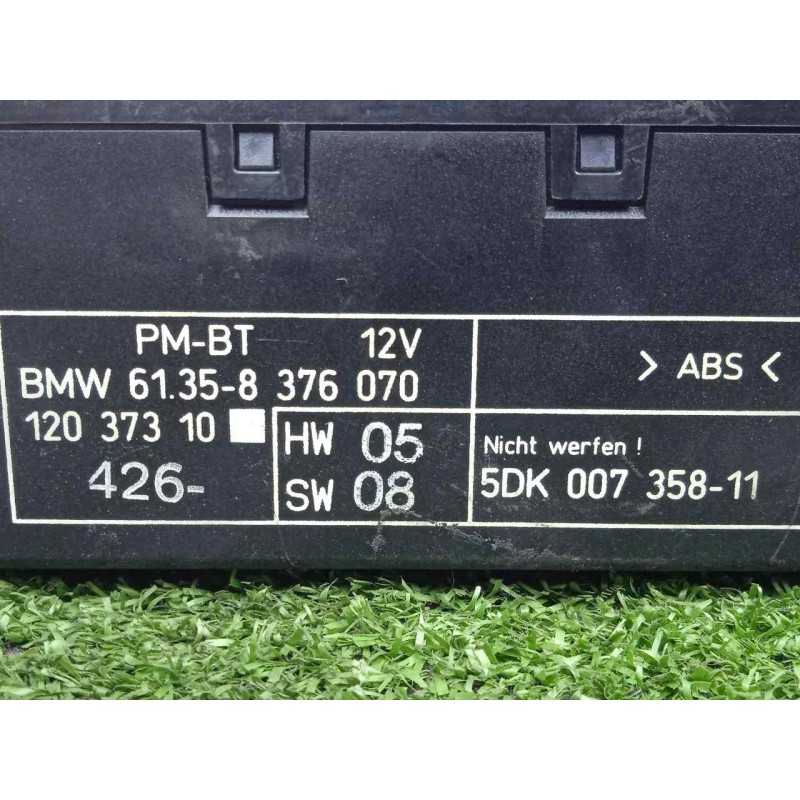 PM-BT 12V
BMW 61.35-8 376 070
120 373 10
426-
HW 05
SW 08
> ABS <
Nicht werfen !
5DK 007 358-11